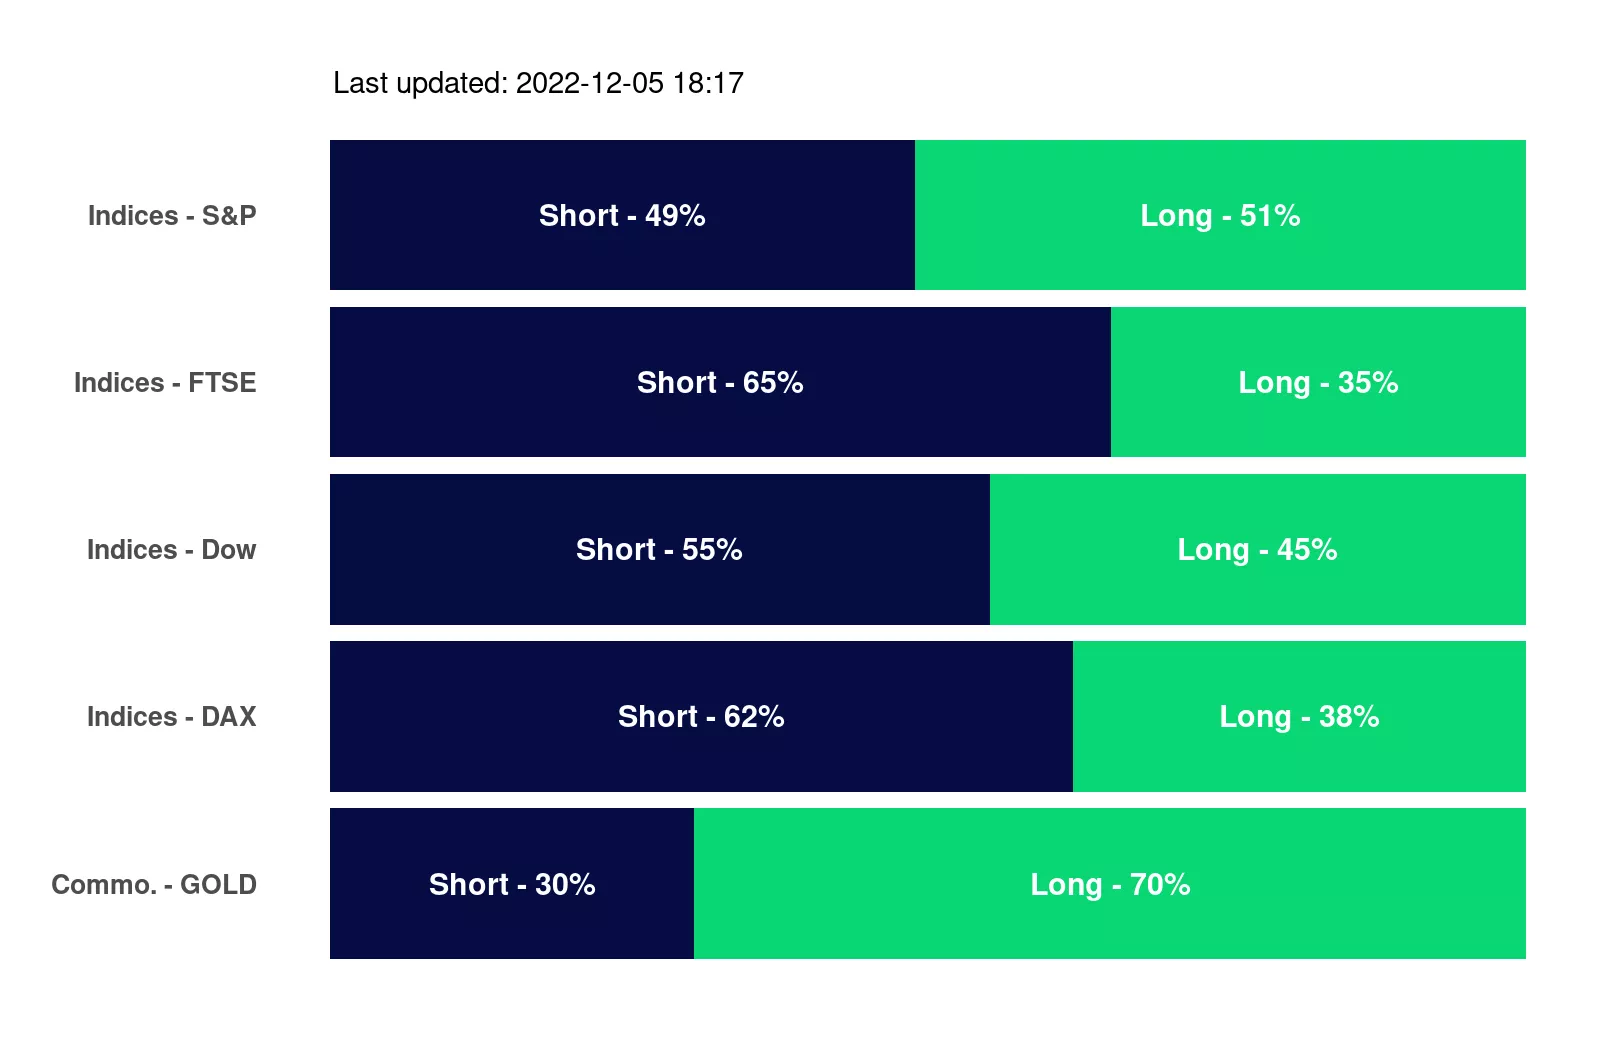 Last updated: 2022-12-05 18:17
Indices - S&P Short - 49% Long - 51%
Indices - FTSE Short - 65% Long - 35%
Indices - Dow Short - 55% Long - 45%
Indices - DAX Short - 62% Long - 38%
Commo. - GOLD Short - 30% Long - 70%